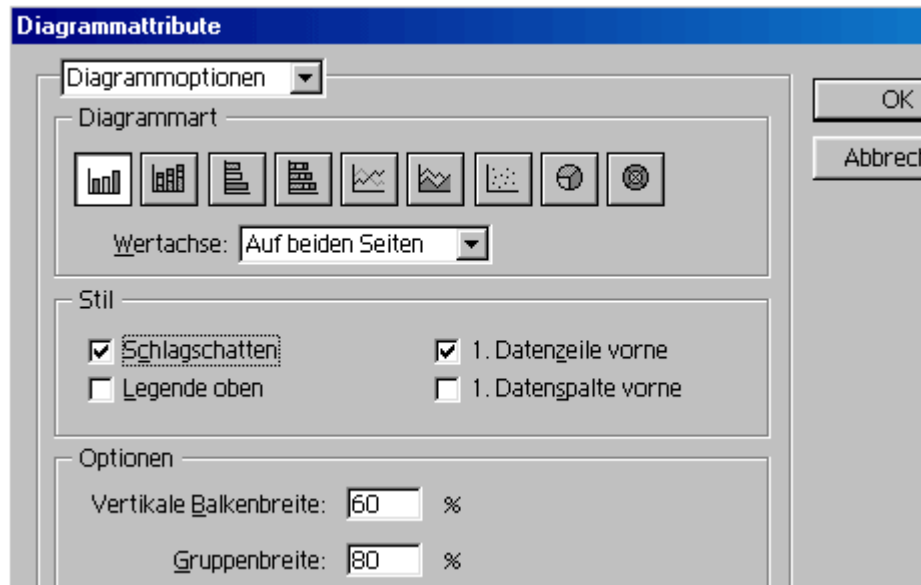 Diagrammattribute
Diagrammoptionen
OK
Diagrammart
Abbrech
Wertachse: Auf beiden Seiten
Stil
Schlagschatten
1. Datenzeile vorne
Legende oben
1. Datenspalte vorne
Optionen
Vertikale Balkenbreite: 60 %
Gruppenbreite: 80 %